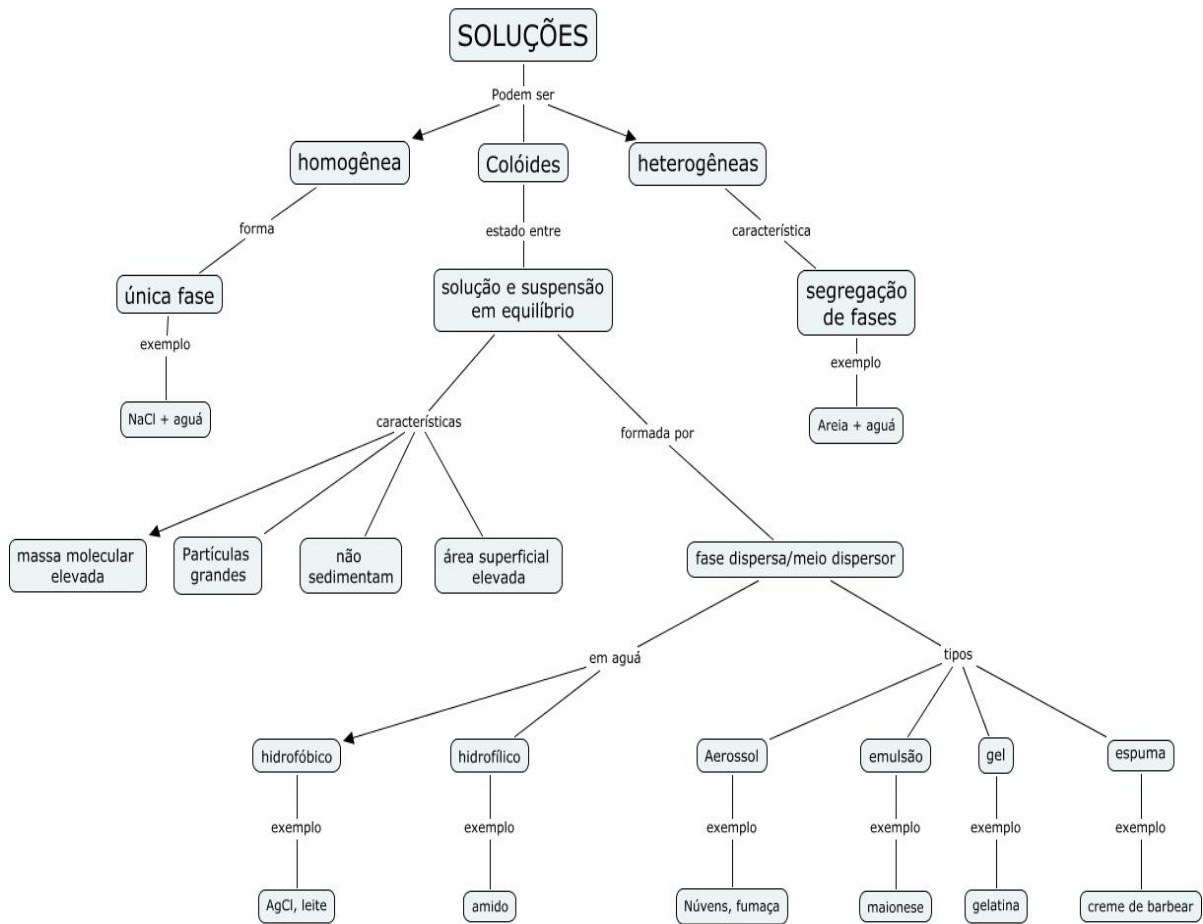 SOLUÇÕES
Podem ser
homogênea
Colóides
heterogêneas
forma
estado entre
característica
única fase
solução e suspensão
em equilíbrio
segregação
de fases
exemplo
exemplo
NaCl + aguá
Areia + aguá
características
formada por
massa molecular
elevada
Partículas
grandes
não
sedimentam
área superficial
elevada
fase dispersa/meio dispersor
em aguá
tipos
hidrofóbico
hidrofílico
Aerossol
emulsão
gel
espuma
exemplo
exemplo
exemplo
exemplo
exemplo
exemplo
AgCl, leite
amido
Núvens, fumaça
maionese
gelatina
creme de barbear